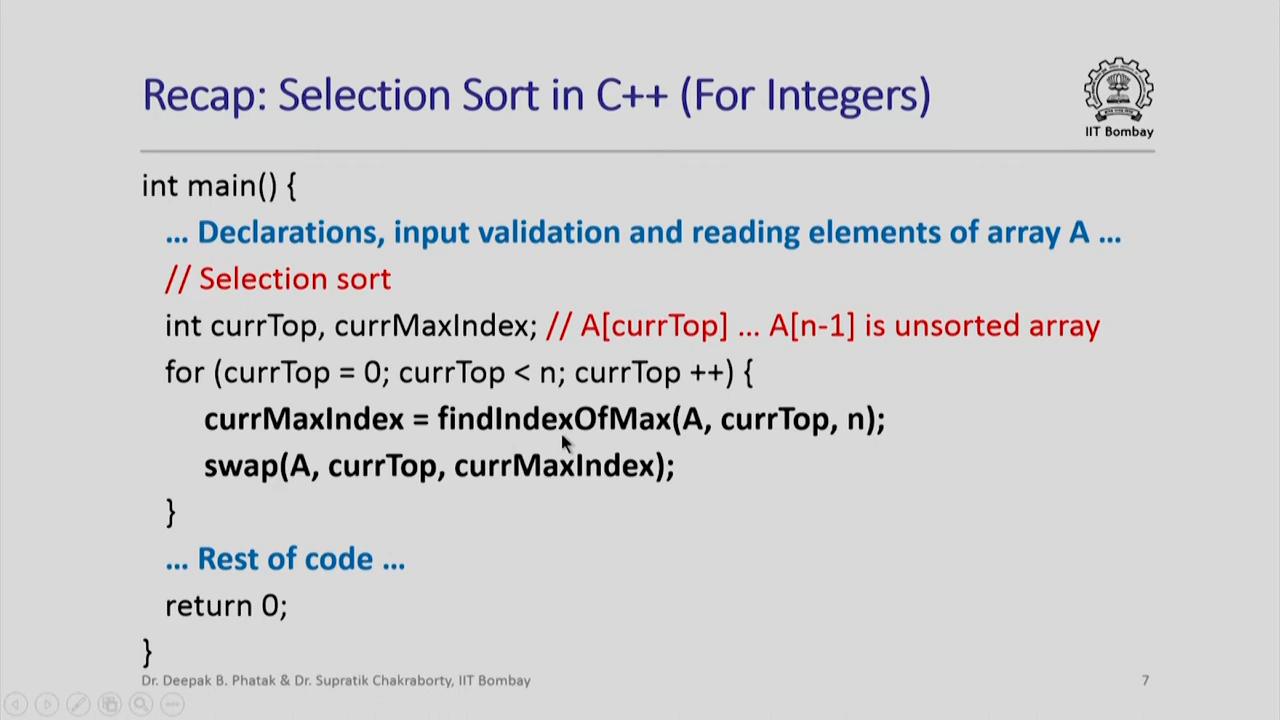 Recap: Selection Sort in C++ (For Integers)
IIT Bombay
int main() {
... Declarations, input validation and reading elements of array A ...
// Selection sort
int currTop, currMaxIndex; // A[currTop] ... A[n-1] is unsorted array
for (currTop = 0; currTop < n; currTop ++) {
currMaxIndex = findIndexOfMax(A, currTop, n);
swap(A, currTop, currMaxIndex);
}
... Rest of code ...
return 0;
}
Dr. Deepak B. Phatak & Dr. Supratik Chakraborty, IIT Bombay
7